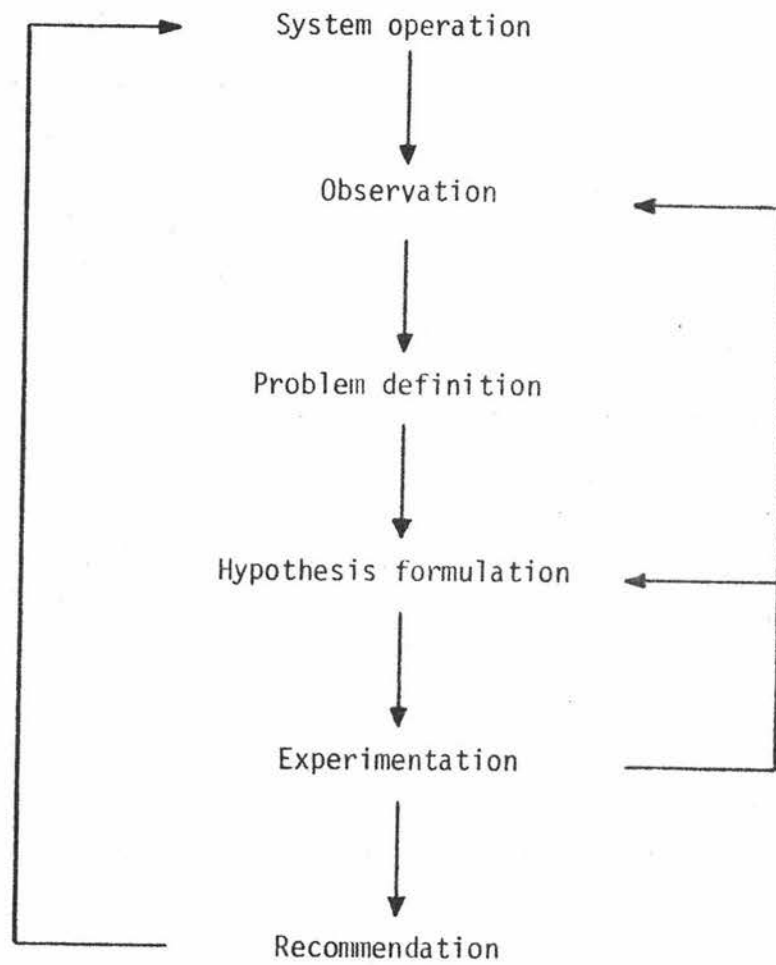 System operation
Observation
Problem definition
Hypothesis formulation
Experimentation
Recommendation